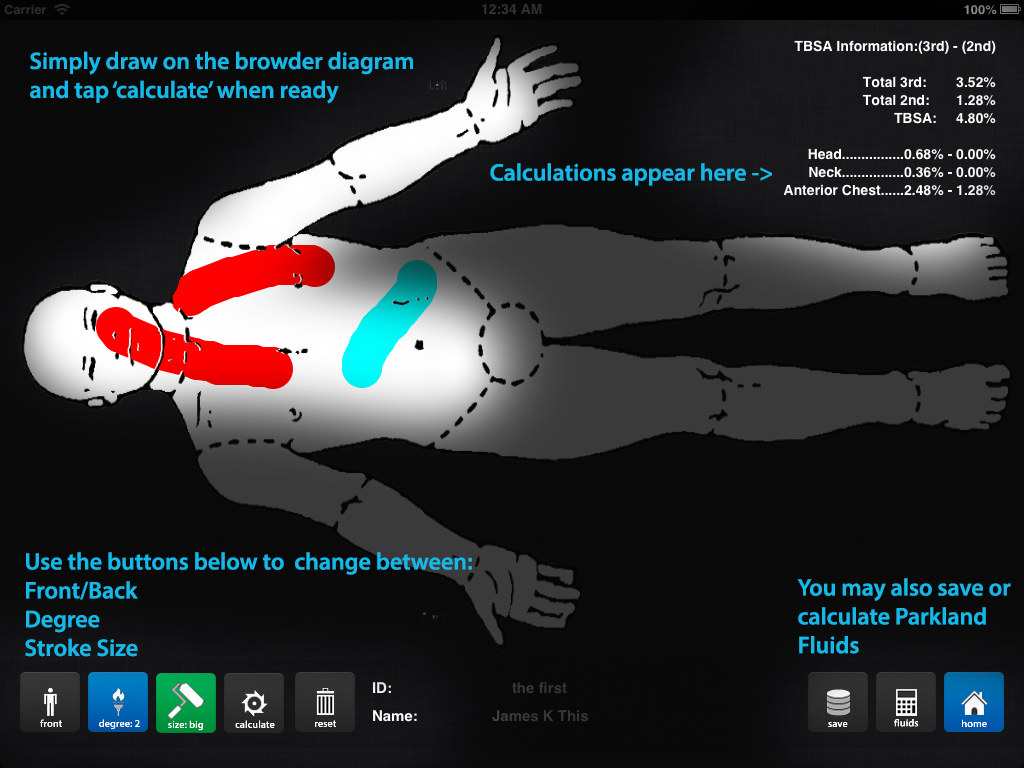 Carrier
12:34 AM
100%
Simply draw on the browder diagram
and tap 'calculate' when ready
TBSA Information:(3rd) - (2nd)
Total 3rd: 3.52%
Total 2nd: 1.28%
TBSA: 4.80%
Head...............0.68% - 0.00%
Neck...............0.36% - 0.00%
Anterior Chest......2.48% - 1.28%
Calculations appear here ->
Use the buttons below to change between:
Front/Back
Degree
Stroke Size
You may also save or
calculate Parkland
Fluids
front
degree: 2
size: big
calculate
reset
ID: the first
Name: James K This
save
fluids
home